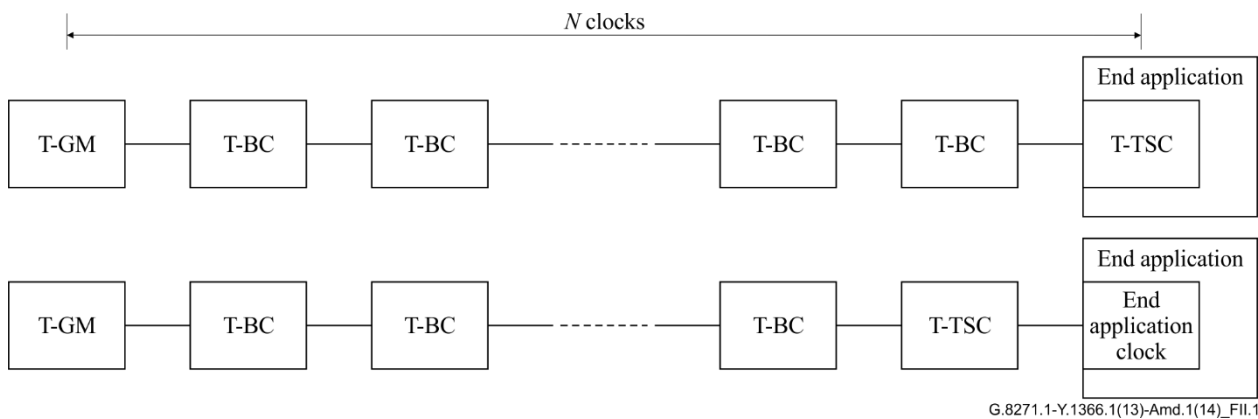 N clocks
End application
T-GM
T-BC
T-BC
T-BC
T-BC
T-TSC
End application
T-GM
T-BC
T-BC
T-BC
T-TSC
End
application
clock
G.8271.1-Y.1366.1(13)-Amd.1(14)_FII.1